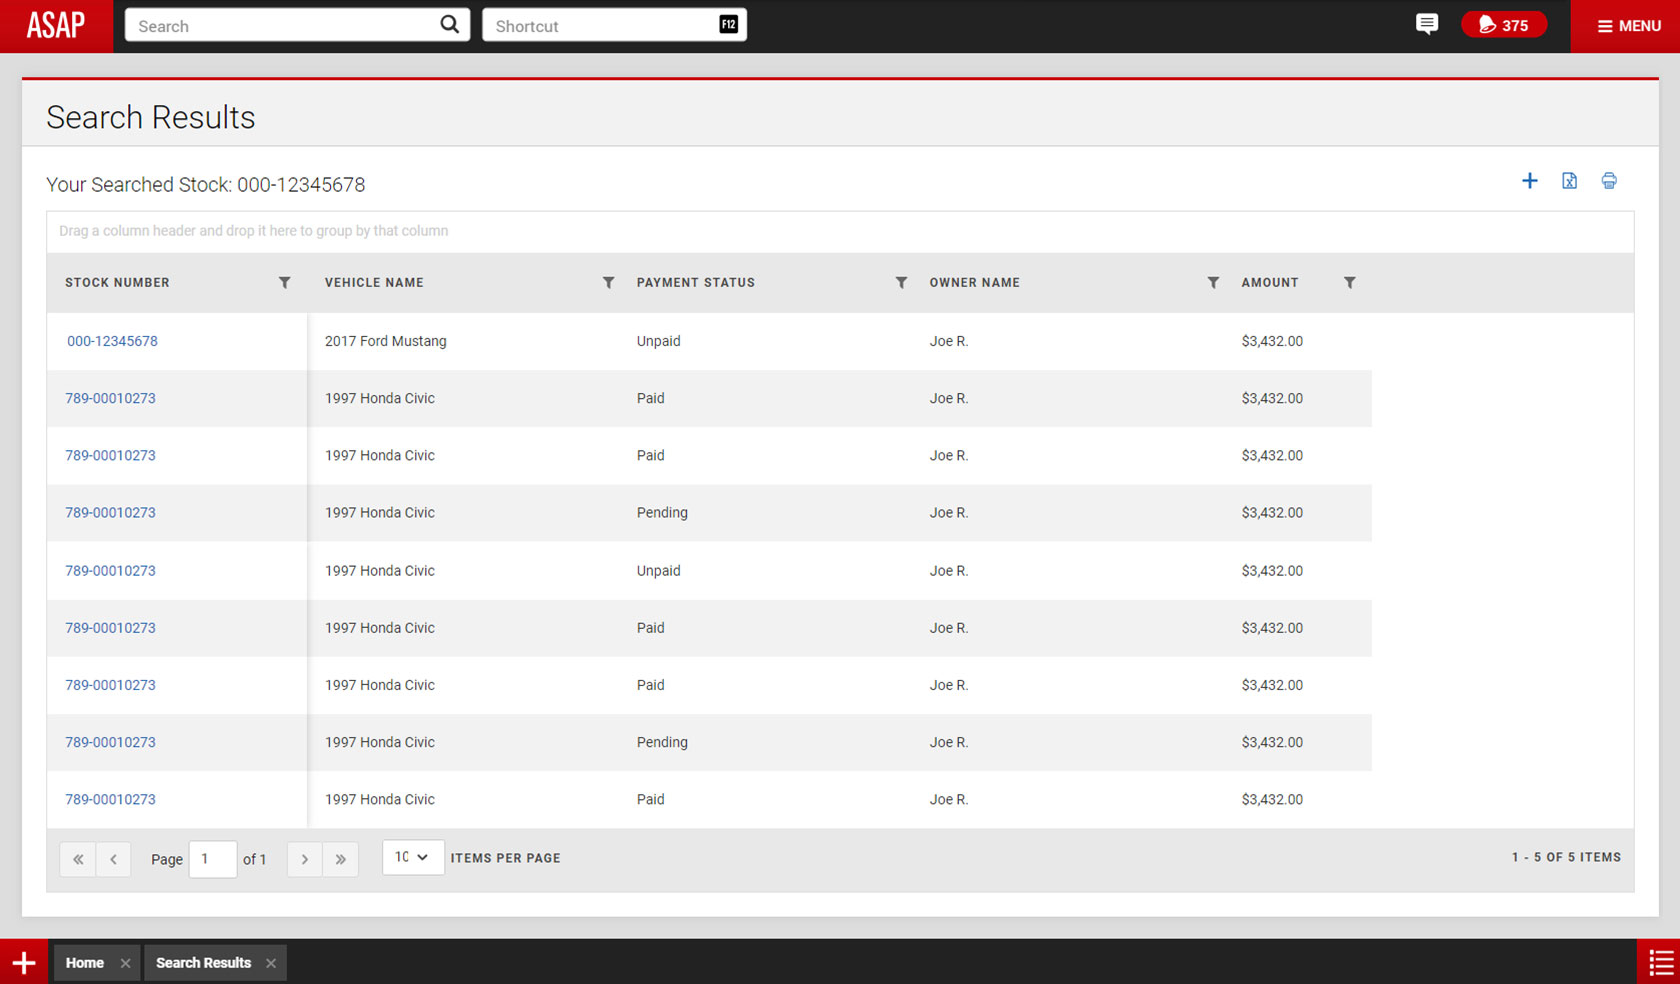 ASAP Search Shortcut F12 375 MENU
Search Results
Your Searched Stock: 000-12345678
Drag a column header and drop it here to group by that column
STOCK NUMBER VEHICLE NAME PAYMENT STATUS OWNER NAME AMOUNT
000-12345678 2017 Ford Mustang Unpaid Joe R. $3,432.00
789-00010273 1997 Honda Civic Paid Joe R. $3,432.00
789-00010273 1997 Honda Civic Paid Joe R. $3,432.00
789-00010273 1997 Honda Civic Pending Joe R. $3,432.00
789-00010273 1997 Honda Civic Unpaid Joe R. $3,432.00
789-00010273 1997 Honda Civic Paid Joe R. $3,432.00
789-00010273 1997 Honda Civic Paid Joe R. $3,432.00
789-00010273 1997 Honda Civic Pending Joe R. $3,432.00
789-00010273 1997 Honda Civic Paid Joe R. $3,432.00
« ‹ Page 1 of 1 › » 10 ITEMS PER PAGE 1 - 5 OF 5 ITEMS
Home Search Results